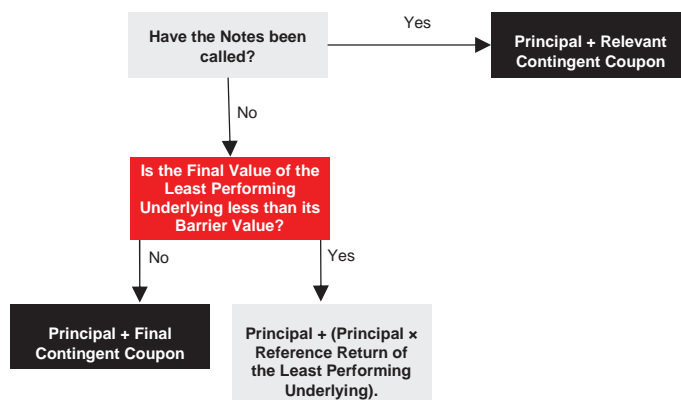 Have the Notes been
called?
Yes
Principal + Relevant
Contingent Coupon
No
Is the Final Value of the
Least Performing
Underlying less than its
Barrier Value?
No
Yes
Principal + Final
Contingent Coupon
Principal + (Principal ×
Reference Return of
the Least Performing
Underlying).